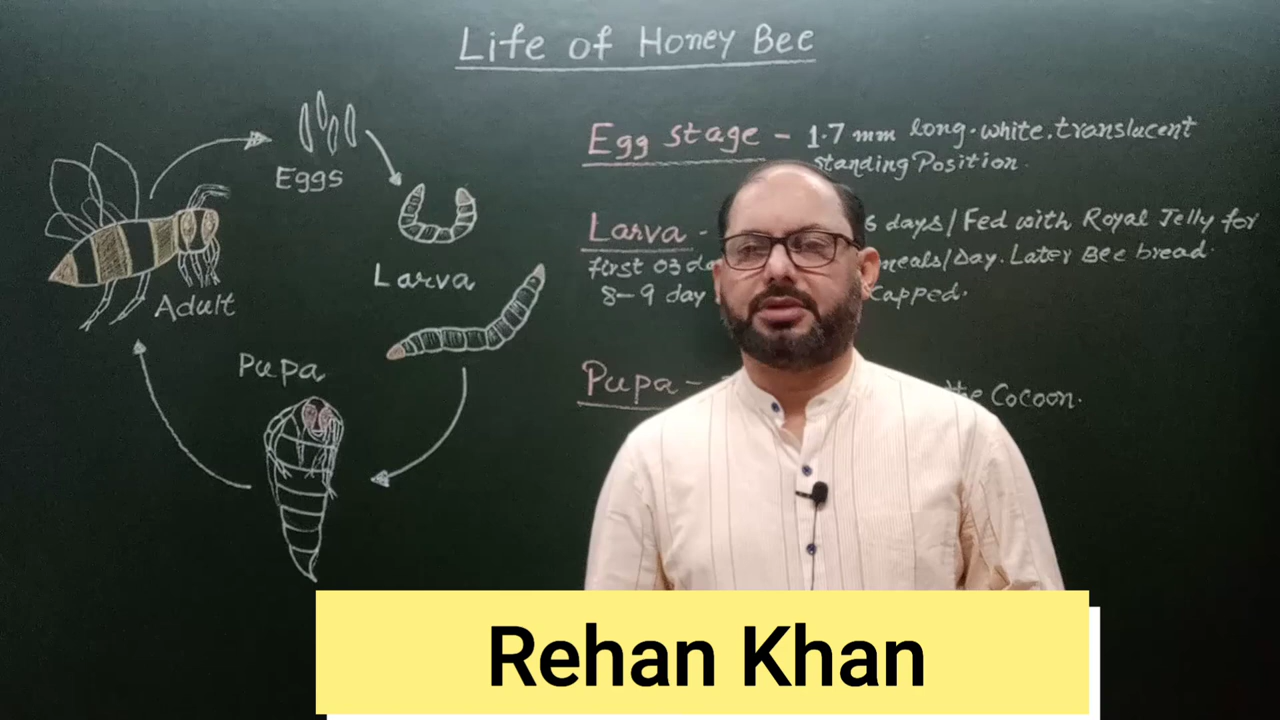 Life of Honey Bee
Eggs
Larva
Adult
Pupa
Egg stage - 1.7 mm long. white. translucent
standing Position.
Larva - days/Fed with Royal Jelly for
first 03 meals/Day. Later Bee bread.
8-9 day capped.
Pupa - the Cocoon.
Rehan Khan